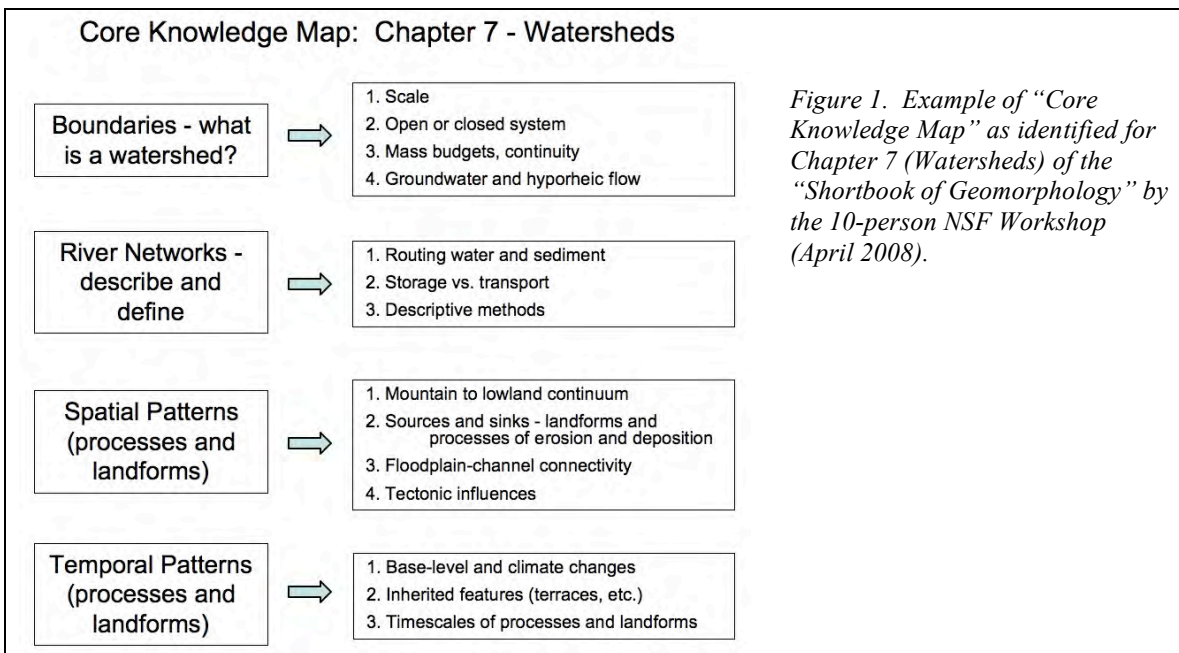 Core Knowledge Map: Chapter 7 - Watersheds
Boundaries - what
is a watershed?
1. Scale
2. Open or closed system
3. Mass budgets, continuity
4. Groundwater and hyporheic flow
River Networks -
describe and
define
1. Routing water and sediment
2. Storage vs. transport
3. Descriptive methods
Spatial Patterns
(processes and
landforms)
1. Mountain to lowland continuum
2. Sources and sinks - landforms and
processes of erosion and deposition
3. Floodplain-channel connectivity
4. Tectonic influences
Temporal Patterns
(processes and
landforms)
1. Base-level and climate changes
2. Inherited features (terraces, etc.)
3. Timescales of processes and landforms
Figure 1. Example of “Core
Knowledge Map” as identified for
Chapter 7 (Watersheds) of the
“Shortbook of Geomorphology” by
the 10-person NSF Workshop
(April 2008).